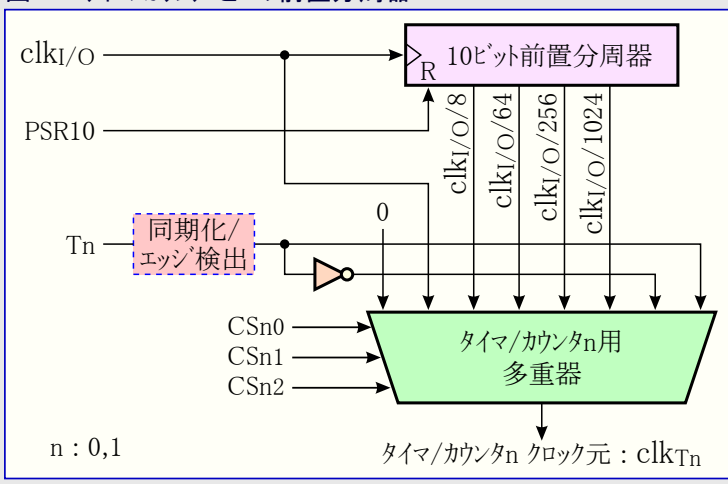 clkI/O
10ﾋﾞｯﾄ前置分周器
R
PSR10
clkI/O/8
clkI/O/64
clkI/O/256
clkI/O/1024
0
Tn
同期化/
ｴｯｼﾞ検出
CSn0
CSn1
CSn2
ﾀｲﾏ/ｶｳﾝﾀn用
多重器
n : 0,1
ﾀｲﾏ/ｶｳﾝﾀn ｸﾛｯｸ元 : clkTn